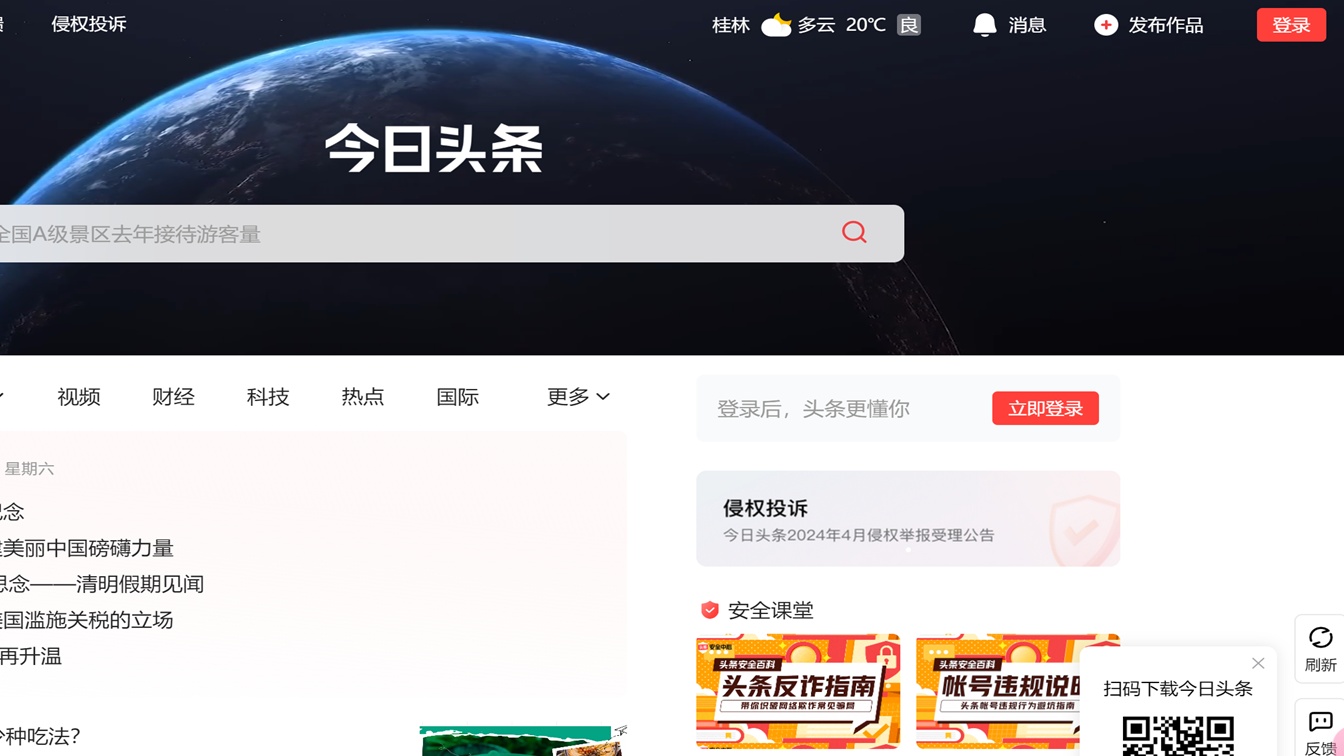 侵权投诉
桂林 多云 20℃ 良 消息 发布作品 登录
今日头条
全国A级景区去年接待游客量
视频 财经 科技 热点 国际 更多
登录后，头条更懂你 立即登录
星期六
念
美丽中国磅礴力量
思念——清明假期见闻
美国滥施关税的立场
再升温
侵权投诉
今日头条2024年4月侵权举报受理公告
安全课堂
头条 安全中心
头条安全百科
头条反诈指南
带你识破网络欺诈常见骗局
头条安全百科
帐号违规说明
头条帐号违规行为避坑指南
扫码下载今日头条
刷新
反馈
种吃法？